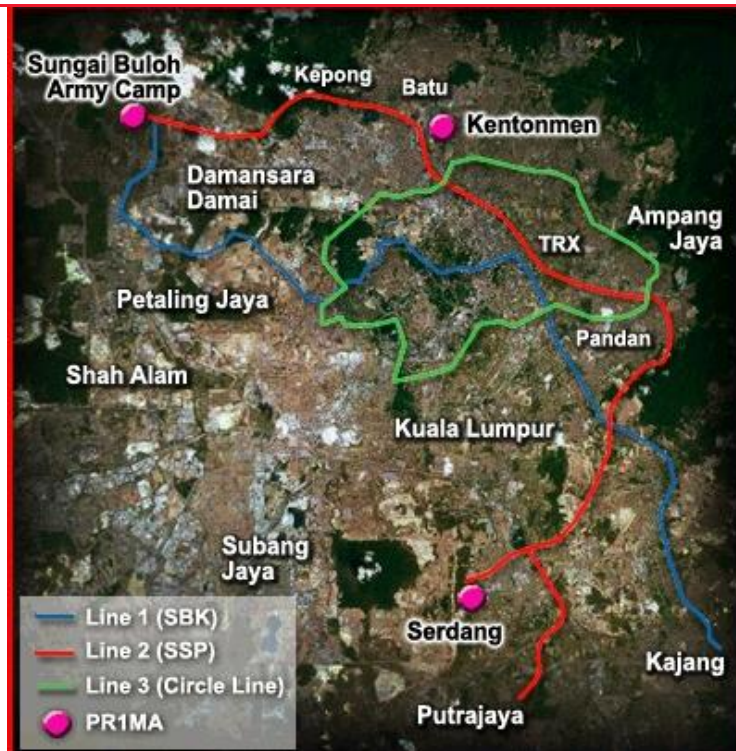 Sungai Buloh
Army Camp
Kepong
Batu
Kentonmen
Damansara
Damai
Ampang
Jaya
TRX
Petaling Jaya
Pandan
Shah Alam
Kuala Lumpur
Subang
Jaya
Serdang
Kajang
Putrajaya
Line 1 (SBK)
Line 2 (SSP)
Line 3 (Circle Line)
PR1MA